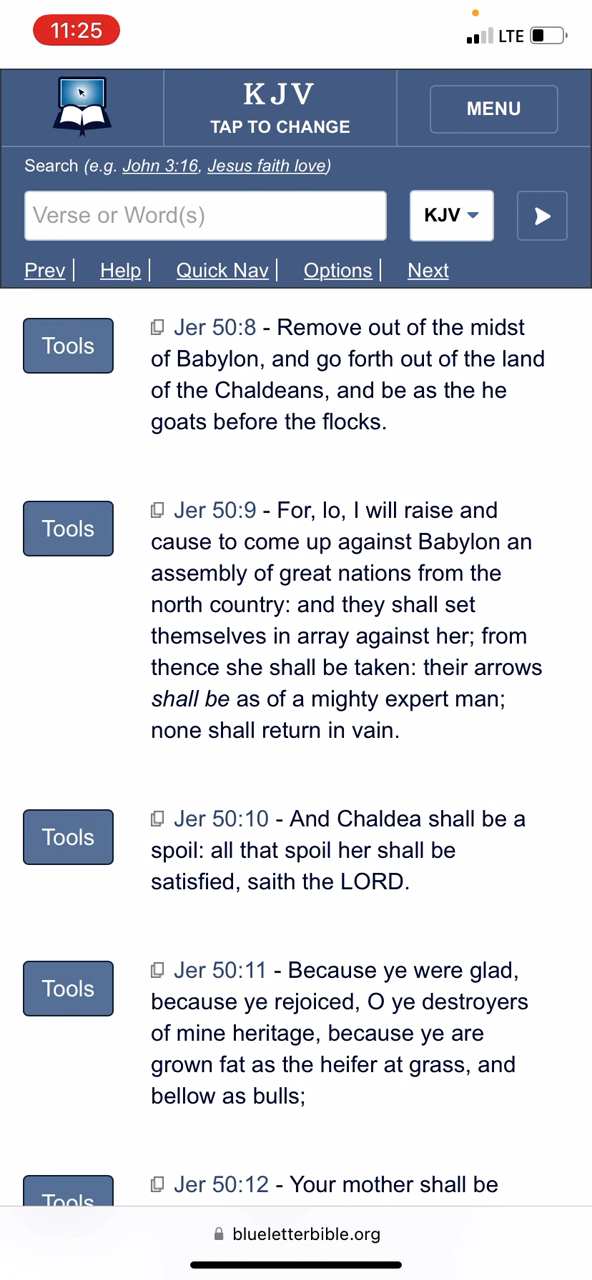 11:25
LTE
KJV
TAP TO CHANGE
MENU
Search (e.g. John 3:16, Jesus faith love)
Verse or Word(s)
KJV
Prev | Help | Quick Nav | Options | Next
Tools
Jer 50:8 - Remove out of the midst
of Babylon, and go forth out of the land
of the Chaldeans, and be as the he
goats before the flocks.
Tools
Jer 50:9 - For, lo, I will raise and
cause to come up against Babylon an
assembly of great nations from the
north country: and they shall set
themselves in array against her; from
thence she shall be taken: their arrows
shall be as of a mighty expert man;
none shall return in vain.
Tools
Jer 50:10 - And Chaldea shall be a
spoil: all that spoil her shall be
satisfied, saith the LORD.
Tools
Jer 50:11 - Because ye were glad,
because ye rejoiced, O ye destroyers
of mine heritage, because ye are
grown fat as the heifer at grass, and
bellow as bulls;
Tools
Jer 50:12 - Your mother shall be
blueletterbible.org